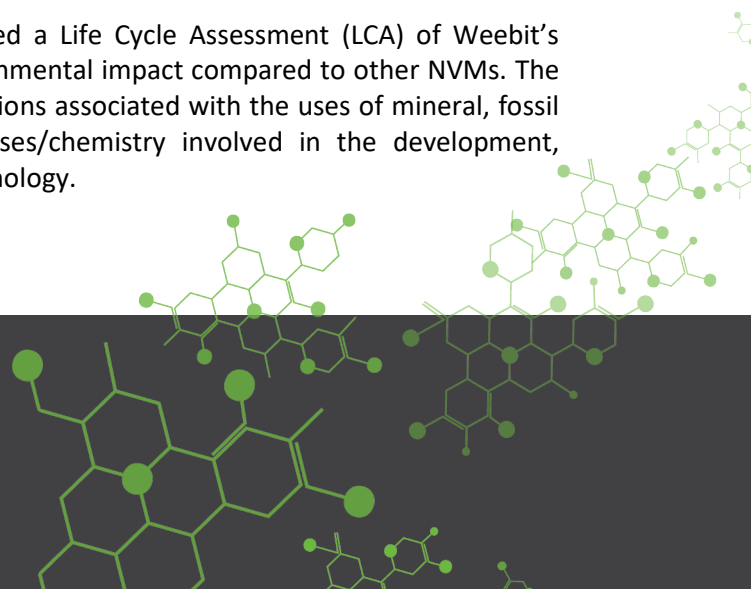 ed a Life Cycle Assessment (LCA) of Weebit’s
nmental impact compared to other NVMs. The
ions associated with the uses of mineral, fossil
ses/chemistry involved in the development,
nology.